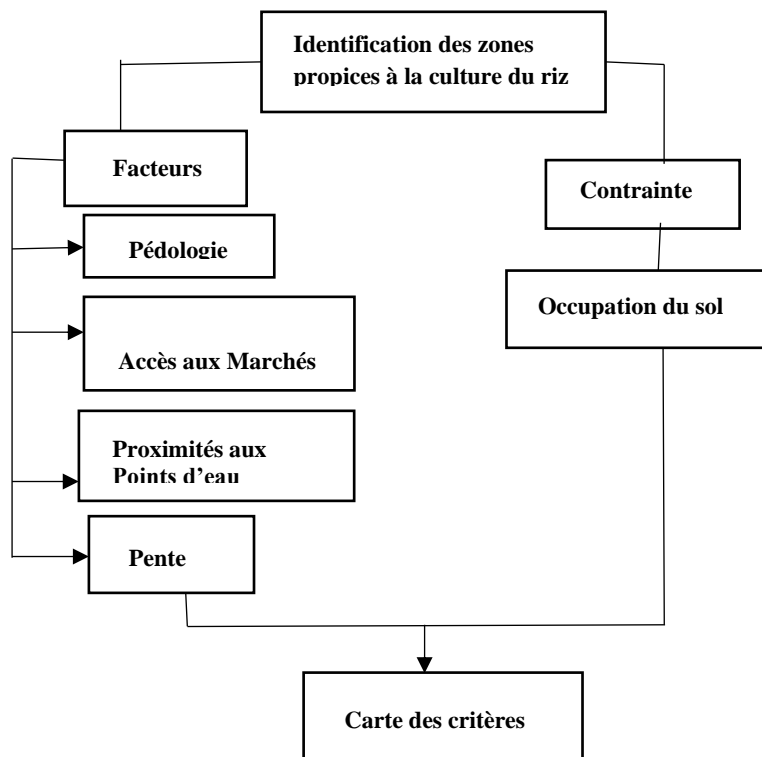 Identification des zones
propices à la culture du riz
Facteurs
Contrainte
Pédologie
Occupation du sol
Accès aux Marchés
Proximités aux
Points d'eau
Pente
Carte des critères